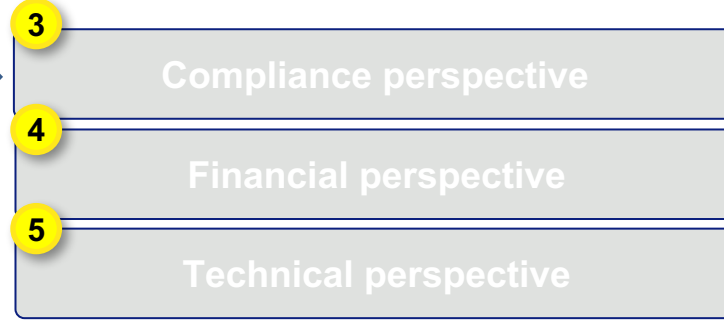 3
Compliance perspective
4
Financial perspective
5
Technical perspective